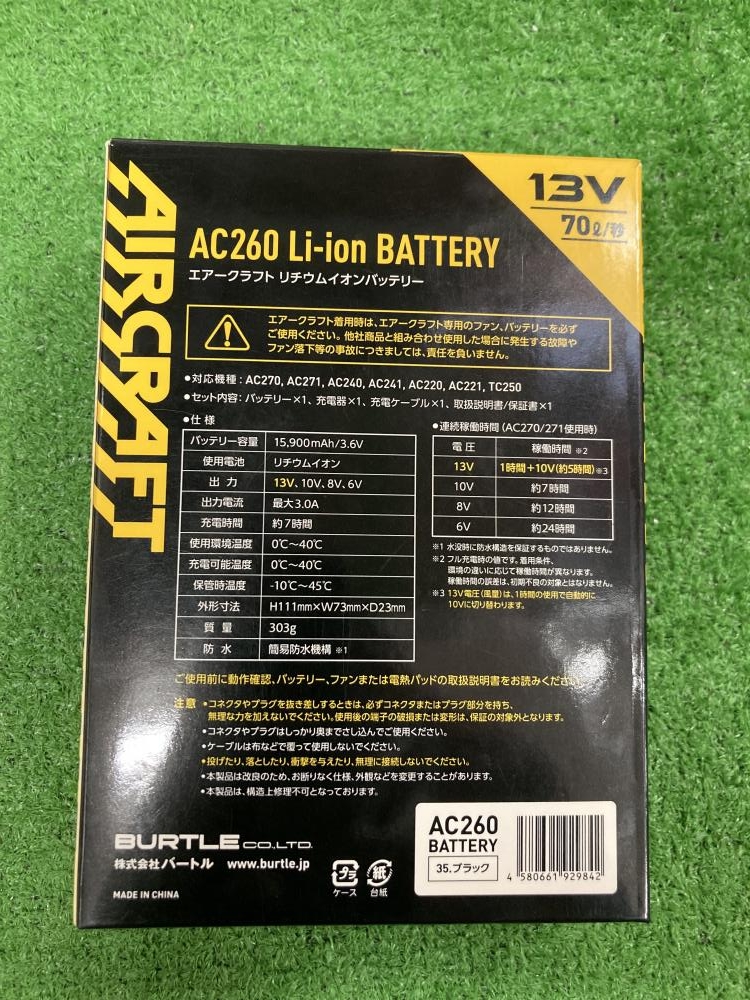 AIRCRAFT
13V
70ℓ/秒
AC260 Li-ion BATTERY
エアークラフト リチウムイオンバッテリー
エアークラフト着用時は、エアークラフト専用のファン、バッテリーを必ず
ご使用ください。他社商品と組み合わせ使用した場合に発生する故障や
ファン落下等の事故につきましては、責任を負いません。
●対応機種：AC270, AC271, AC240, AC241, AC220, AC221, TC250
●セット内容：バッテリー×1、充電器×1、充電ケーブル×1、取扱説明書/保証書×1
●仕様
バッテリー容量 15,900mAh/3.6V
使用電池 リチウムイオン
出力 13V、10V、8V、6V
出力電流 最大3.0A
充電時間 約7時間
使用環境温度 0℃〜40℃
充電可能温度 0℃〜40℃
保管時温度 -10℃〜45℃
外形寸法 H111mm×W73mm×D23mm
質量 303g
防水 簡易防水機構 ※1
●連続稼働時間（AC270/271使用時）
電圧 稼働時間 ※2
13V 1時間＋10V（約5時間）※3
10V 約7時間
8V 約12時間
6V 約24時間
※1 水没時に防水構造を保証するものではありません。
※2 フル充電時の値です。着用条件、
環境の違いに応じて稼働時間が異なります。
稼働時間の誤差は、初期不良の対象とはなりません。
※3 13V電圧（風量）は、1時間の使用で自動的に
10Vに切り替わります。
ご使用前に動作確認、バッテリー、ファンまたは電熱パッドの取扱説明書をお読みください。
注意 ●コネクタやプラグを抜き差しするときは、必ずコネクタまたはプラグ部分を持ち、
無理な力を加えないでください。使用後の端子の破損または変形は、保証の対象外となります。
●コネクタやプラグはしっかり奥までさし込んでご使用ください。
●ケーブルは布などで覆って使用しないでください。
●投げたり、落としたり、衝撃を与えたり、無理に接続しないでください。
●本製品は改良のため、お断りなく仕様、外観などを変更することがあります。
●本製品は、構造上修理不可となっております。
BURTLE CO.,LTD.
株式会社バートル www.burtle.jp
MADE IN CHINA
プラ
ケース
紙
台紙
AC260
BATTERY
35.ブラック
4 580661 929842